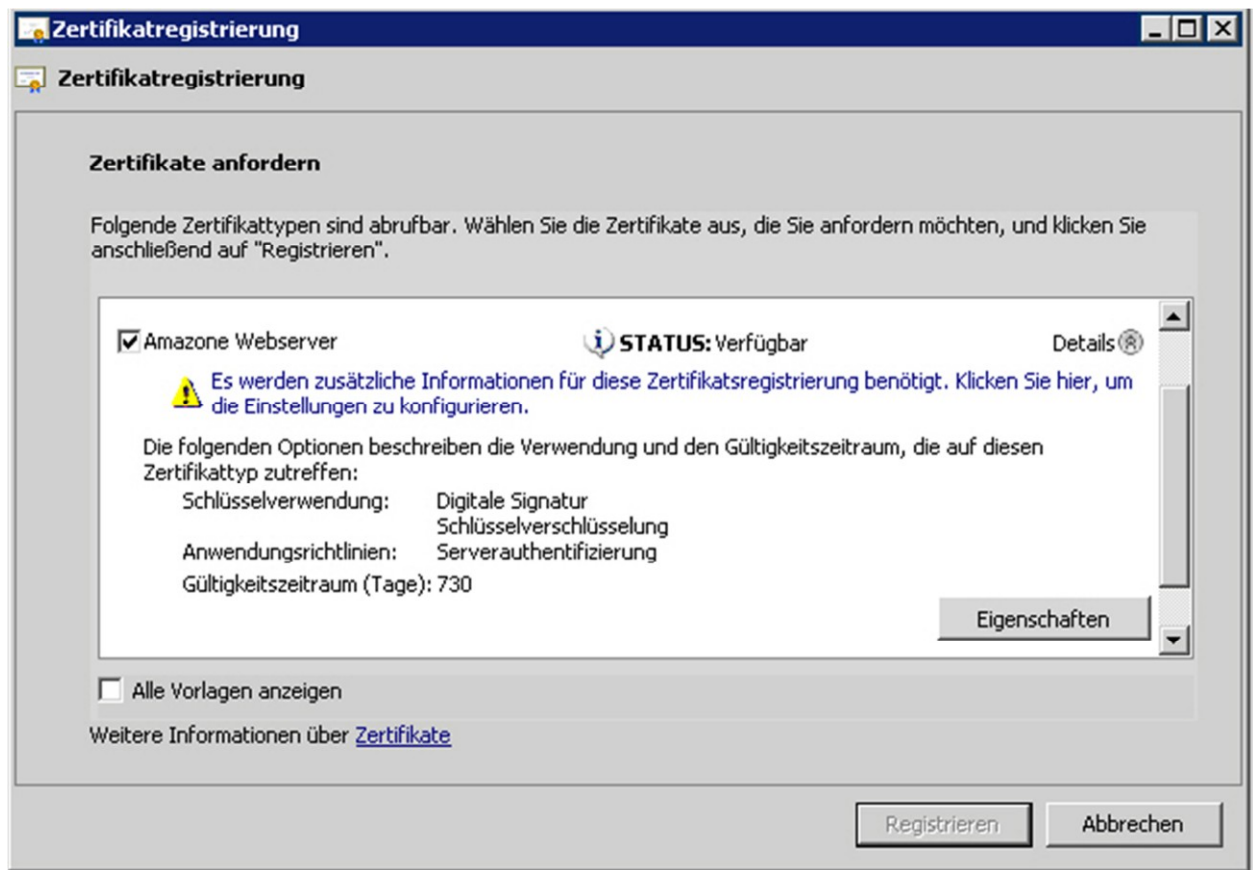 Zertifikatregistrierung
Zertifikatregistrierung
Zertifikate anfordern
Folgende Zertifikattypen sind abrufbar. Wählen Sie die Zertifikate aus, die Sie anfordern möchten, und klicken Sie
anschließend auf "Registrieren".
Amazone Webserver STATUS: Verfügbar Details
Es werden zusätzliche Informationen für diese Zertifikatsregistrierung benötigt. Klicken Sie hier, um
die Einstellungen zu konfigurieren.
Die folgenden Optionen beschreiben die Verwendung und den Gültigkeitszeitraum, die auf diesen
Zertifikattyp zutreffen:
Schlüsselverwendung: Digitale Signatur
Schlüsselverschlüsselung
Anwendungsrichtlinien: Serverauthentifizierung
Gültigkeitszeitraum (Tage): 730
Eigenschaften
Alle Vorlagen anzeigen
Weitere Informationen über Zertifikate
Registrieren Abbrechen